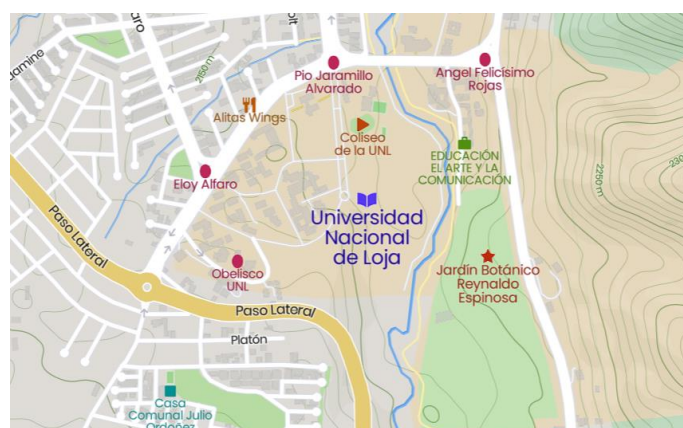 2150 m
Pio Jaramillo
Alvarado
Angel Felicísimo
Rojas
Alitas Wings
Coliseo
de la UNL
EDUCACIÓN
EL ARTE Y LA
COMUNICACIÓN
2250 m
Eloy Alfaro
Universidad
Nacional
de Loja
Paso Lateral
Obelisco
UNL
Jardín Botánico
Reynaldo
Espinosa
Paso Lateral
Platón
Casa
Comunal Julio
Ordoñez